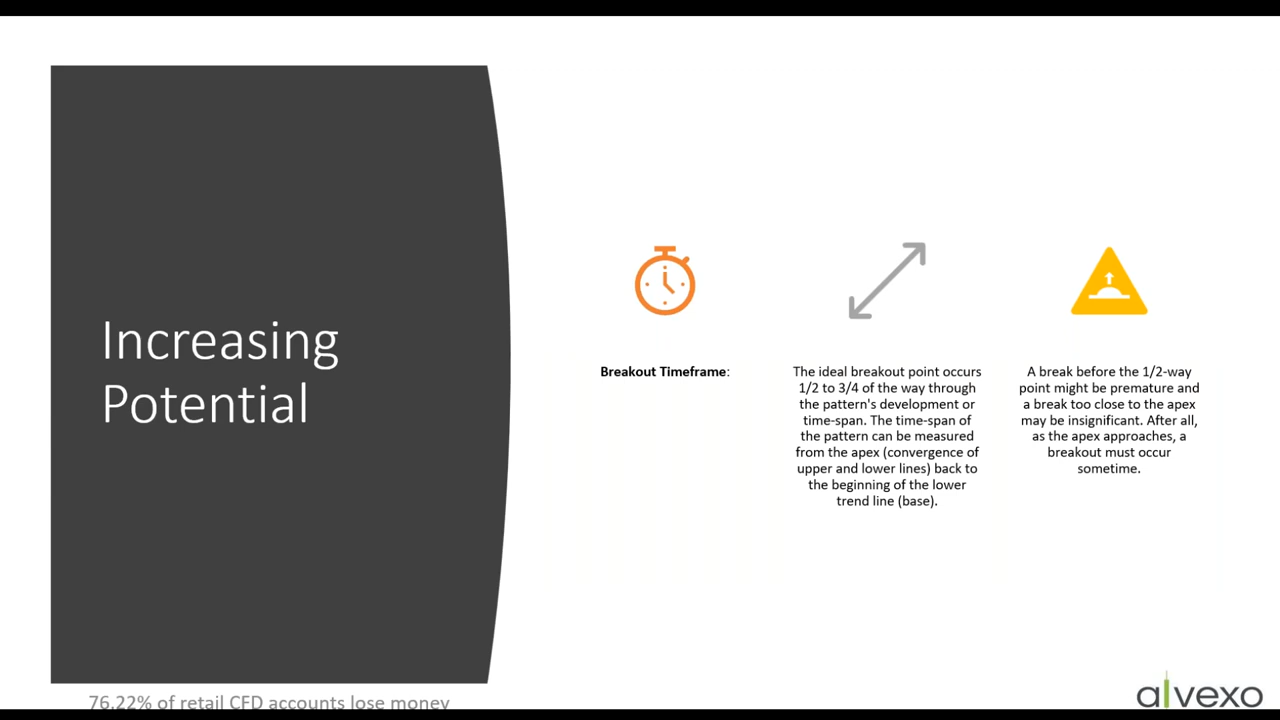 Increasing
Potential
Breakout Timeframe:
The ideal breakout point occurs
1/2 to 3/4 of the way through
the pattern's development or
time-span. The time-span of
the pattern can be measured
from the apex (convergence of
upper and lower lines) back to
the beginning of the lower
trend line (base).
A break before the 1/2-way
point might be premature and
a break too close to the apex
may be insignificant. After all,
as the apex approaches, a
breakout must occur
sometime.
76.22% of retail CFD accounts lose money
alvexo